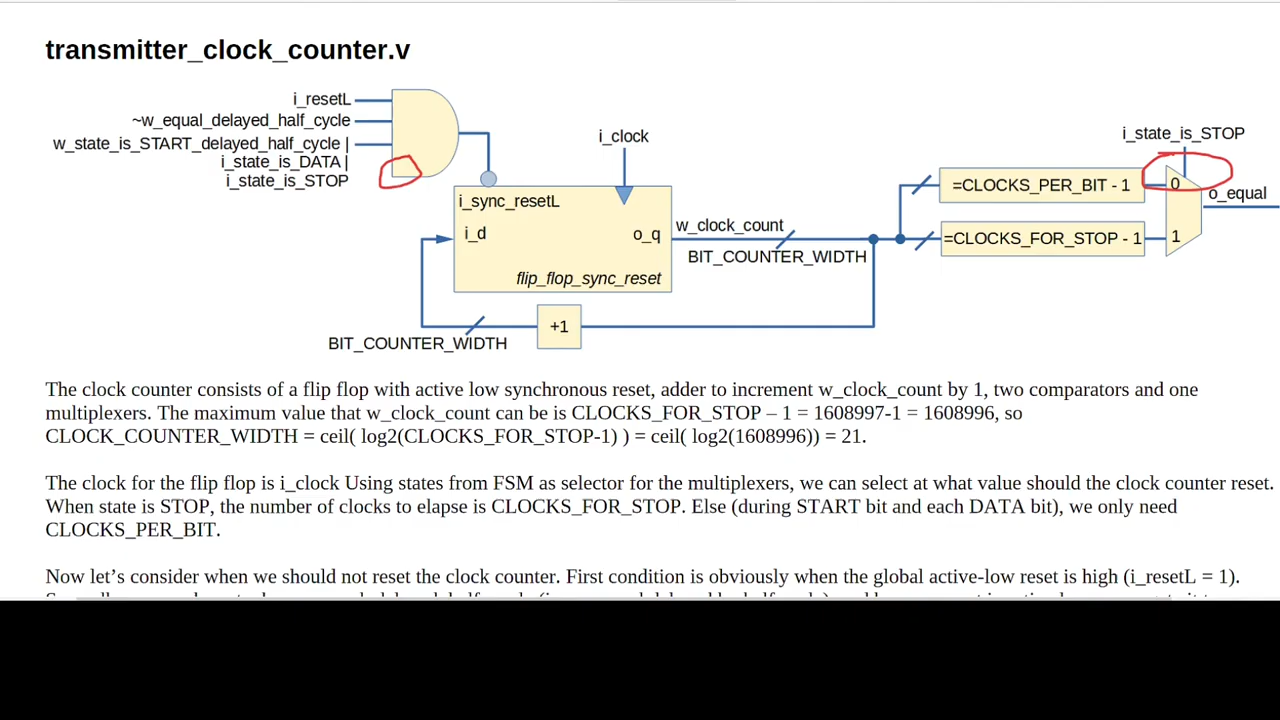 transmitter_clock_counter.v
i_resetL
~w_equal_delayed_half_cycle
w_state_is_START_delayed_half_cycle |
i_state_is_DATA |
i_state_is_STOP
i_clock
i_sync_resetL
i_d
o_q
flip_flop_sync_reset
w_clock_count
BIT_COUNTER_WIDTH
+1
BIT_COUNTER_WIDTH
i_state_is_STOP
=CLOCKS_PER_BIT - 1
0
o_equal
=CLOCKS_FOR_STOP - 1
1
The clock counter consists of a flip flop with active low synchronous reset, adder to increment w_clock_count by 1, two comparators and one
multiplexers. The maximum value that w_clock_count can be is CLOCKS_FOR_STOP – 1 = 1608997-1 = 1608996, so
CLOCK_COUNTER_WIDTH = ceil( log2(CLOCKS_FOR_STOP-1) ) = ceil( log2(1608996)) = 21.
The clock for the flip flop is i_clock Using states from FSM as selector for the multiplexers, we can select at what value should the clock counter reset.
When state is STOP, the number of clocks to elapse is CLOCKS_FOR_STOP. Else (during START bit and each DATA bit), we only need
CLOCKS_PER_BIT.
Now let's consider when we should not reset the clock counter. First condition is obviously when the global active-low reset is high (i_resetL = 1).